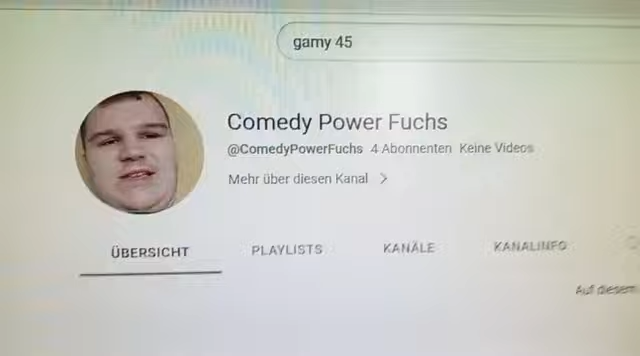 gamy 45
Comedy Power Fuchs
@ComedyPowerFuchs 4 Abonnenten Keine Videos
Mehr über diesen Kanal >
ÜBERSICHT PLAYLISTS KANÄLE KANALINFO
Auf diesem